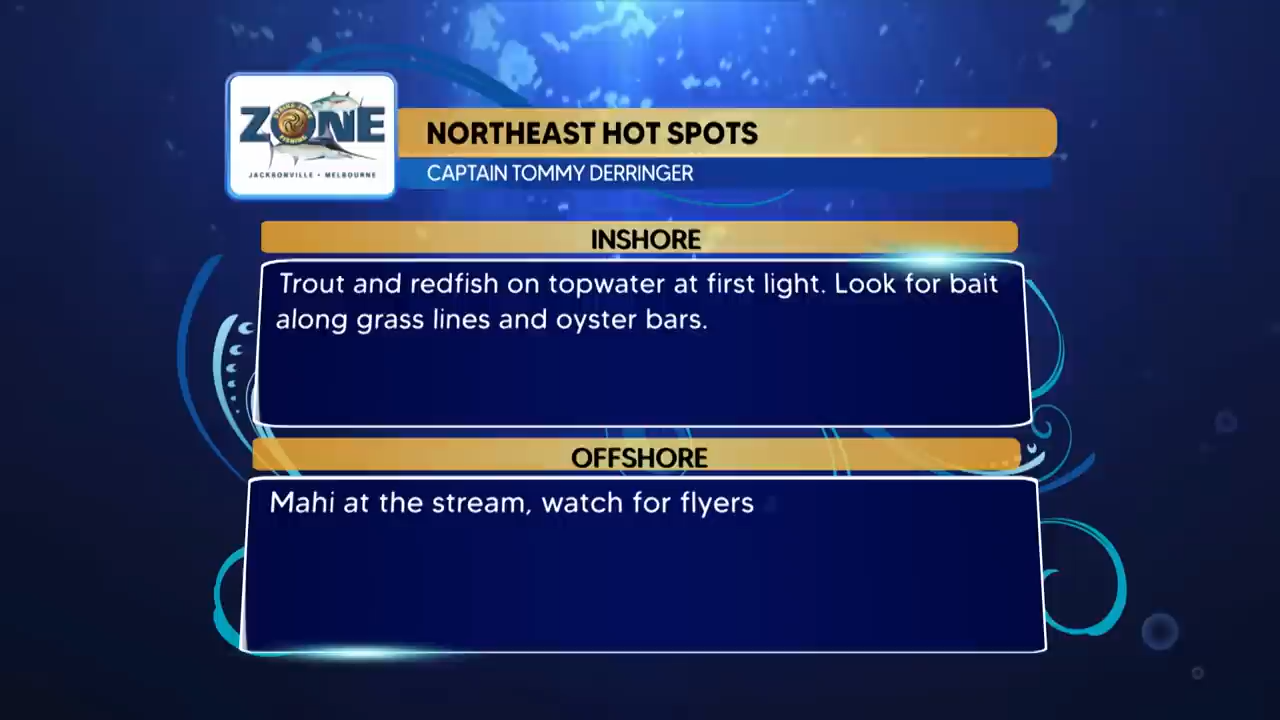 ZONE
JACKSONVILLE • MELBOURNE
NORTHEAST HOT SPOTS
CAPTAIN TOMMY DERRINGER
INSHORE
Trout and redfish on topwater at first light. Look for bait
along grass lines and oyster bars.
OFFSHORE
Mahi at the stream, watch for flyers